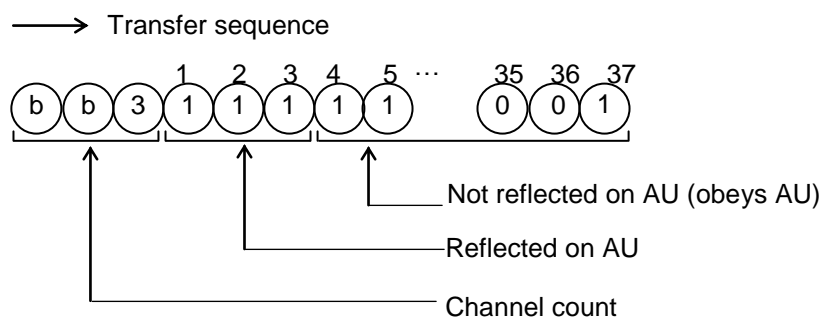 Transfer sequence
1 2 3 4 5 ... 35 36 37
b b 3 1 1 1 1 1 0 0 1
Not reflected on AU (obeys AU)
Reflected on AU
Channel count